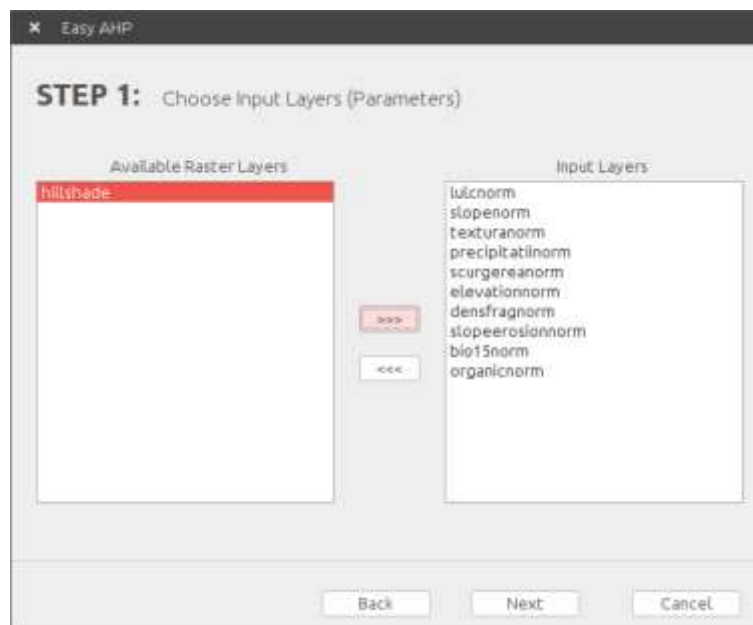 × Easy AHP
STEP 1: Choose Input Layers (Parameters)
Available Raster Layers
hillshade
>>>
<<<
Input Layers
lulcnorm
slopenorm
texturanorm
precipitatiinorm
scurgereanorm
elevationnorm
densfragnorm
slopeerosionnorm
bio15norm
organicnorm
Back
Next
Cancel